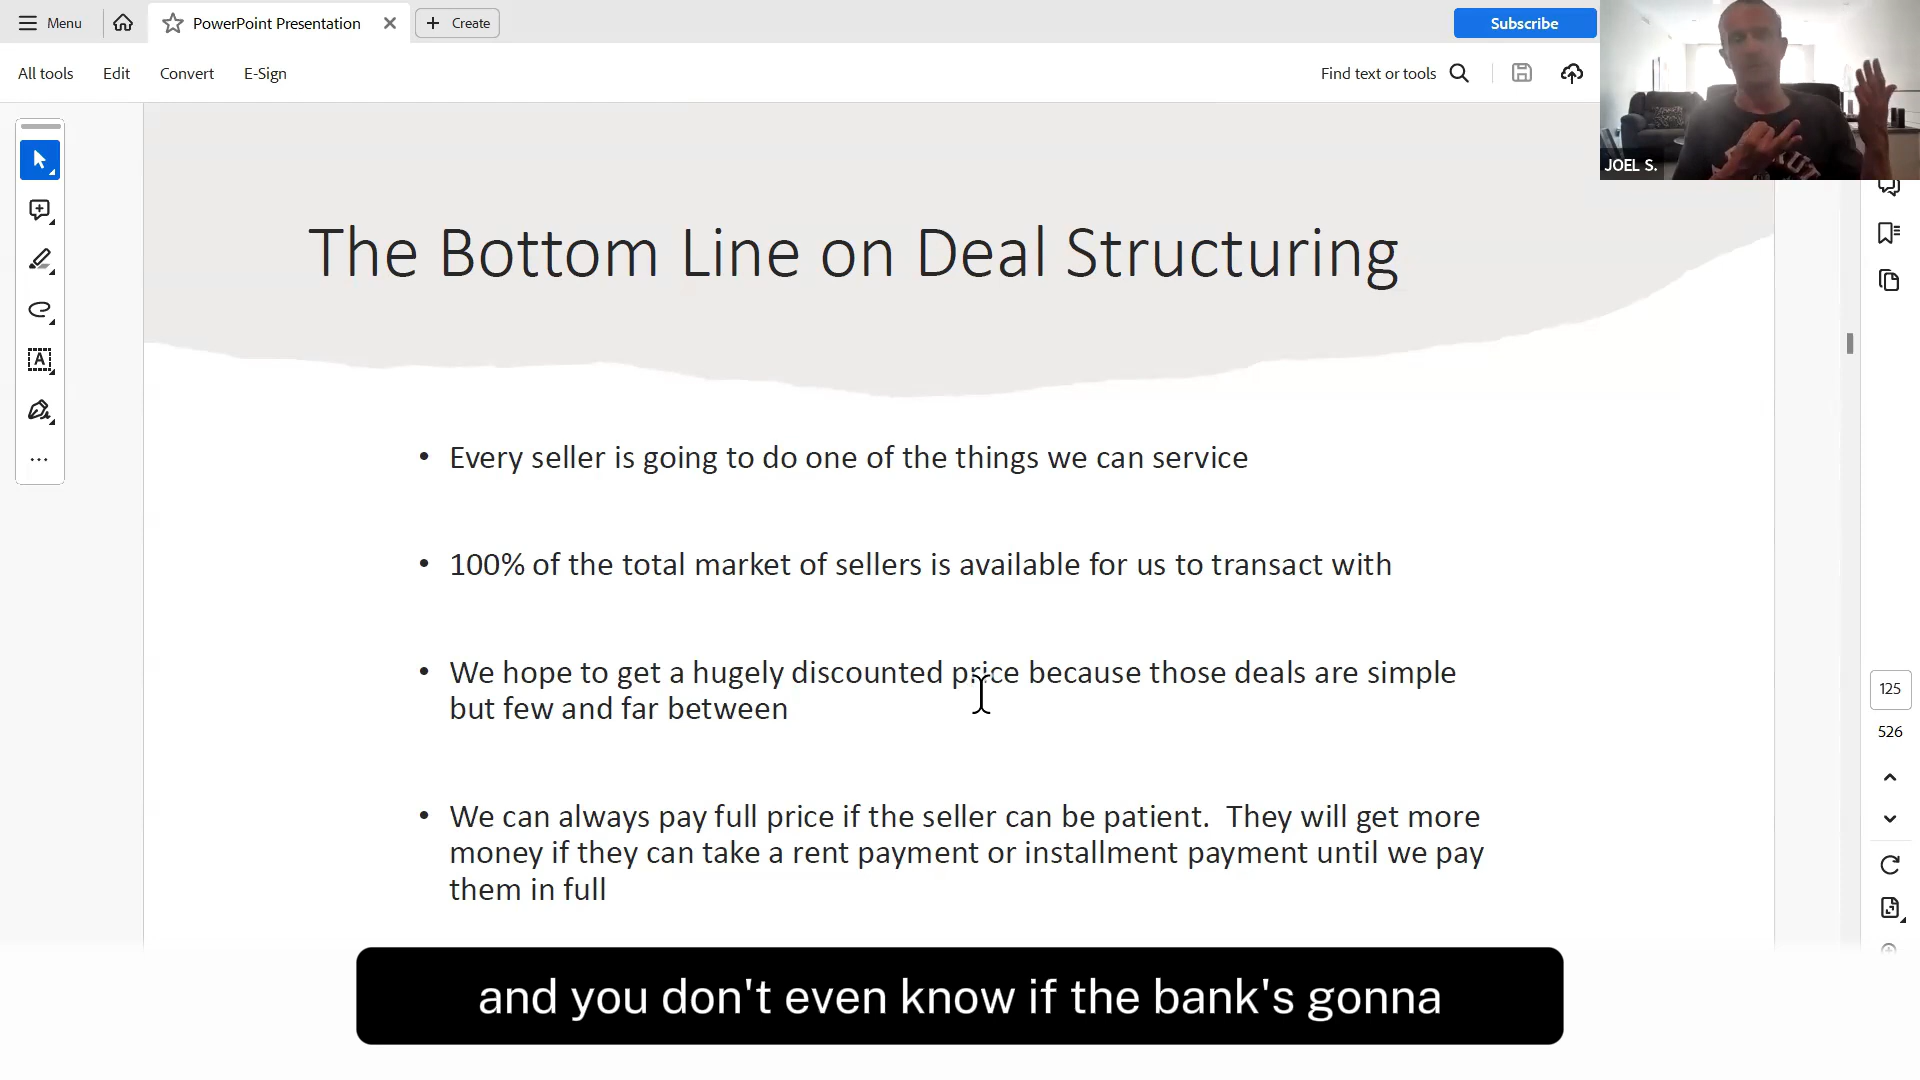 Menu
PowerPoint Presentation
Create
Subscribe
All tools
Edit
Convert
E-Sign
Find text or tools
JOEL S.
The Bottom Line on Deal Structuring
• Every seller is going to do one of the things we can service
• 100% of the total market of sellers is available for us to transact with
• We hope to get a hugely discounted price because those deals are simple
but few and far between
• We can always pay full price if the seller can be patient. They will get more
money if they can take a rent payment or installment payment until we pay
them in full
125
526
and you don't even know if the bank's gonna